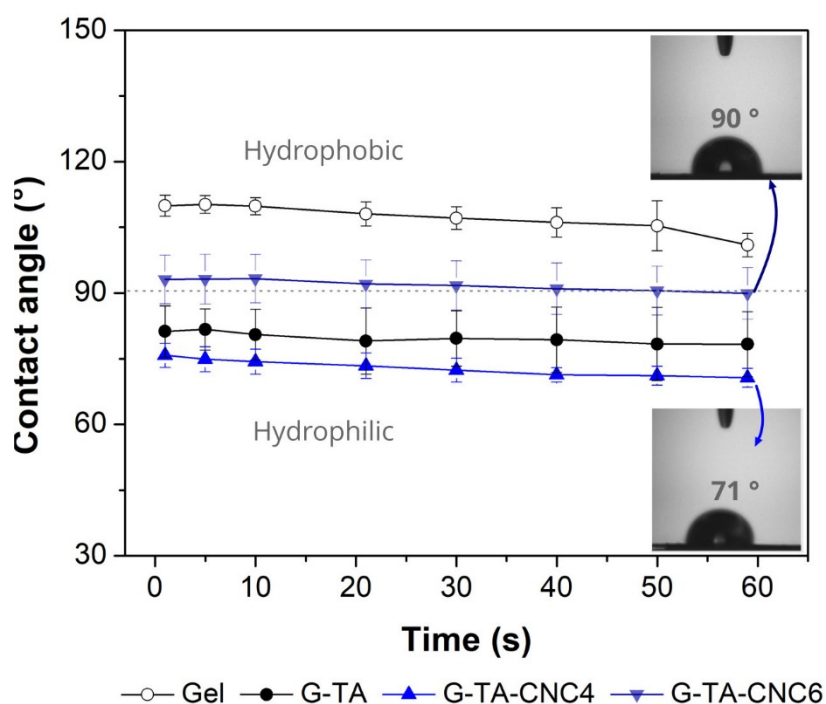 150
120
90
60
30
Contact angle (°)
Hydrophobic
Hydrophilic
90 °
71 °
0 10 20 30 40 50 60
Time (s)
Gel G-TA G-TA-CNC4 G-TA-CNC6